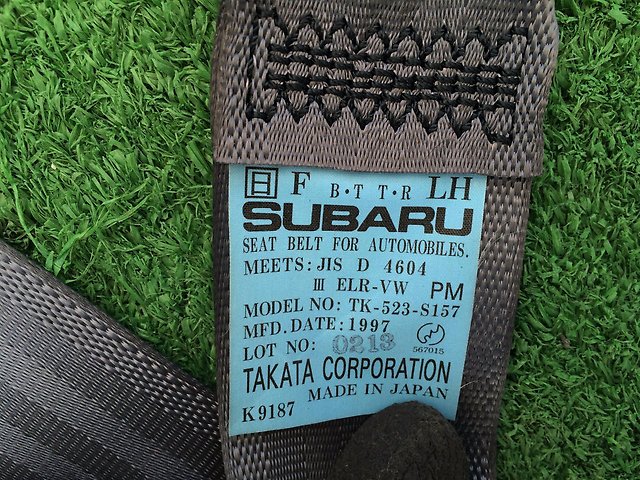 日 F B·T T·R LH
SUBARU
SEAT BELT FOR AUTOMOBILES.
MEETS: JIS D 4604
III ELR-VW PM
MODEL NO: TK-523-S157
MFD. DATE: 1997
LOT NO: 0213
567015
TAKATA CORPORATION
MADE IN JAPAN
K9187